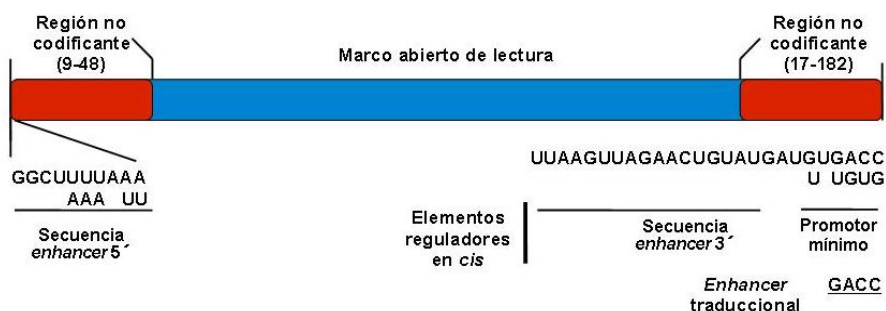 Región no
codificante
(9-48)
Marco abierto de lectura
Región no
codificante
(17-182)
GGCUUUUAAA
AAA UU
Secuencia
enhancer 5´
UUAAGUUAGAACUGUAUGAUGUGACC
U UGUG
Elementos
reguladores
en cis
Secuencia
enhancer 3´
Promotor
mínimo
Enhancer
traduccional
GACC